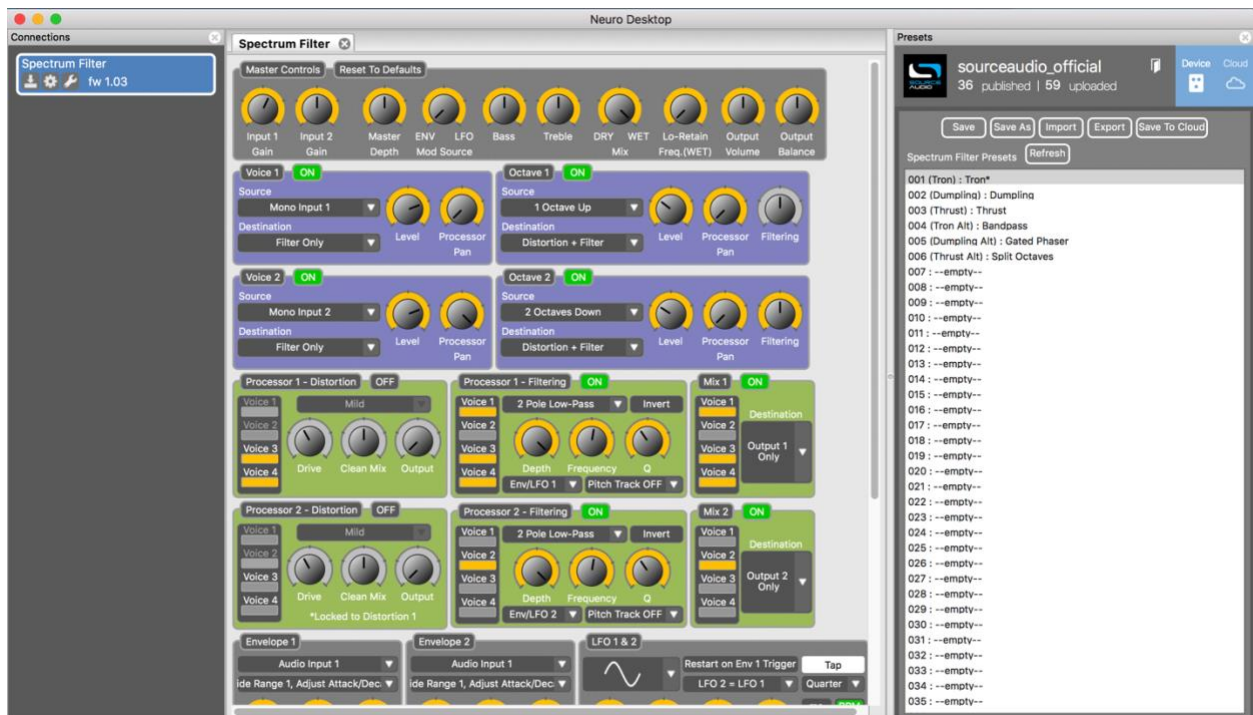 Neuro Desktop
Connections
Spectrum Filter
fw 1.03
Spectrum Filter
Master Controls Reset To Defaults
Input 1 Input 2 Master ENV LFO Bass Treble DRY WET Lo-Retain Output Output
Gain Gain Depth Mod Source Mix Freq.(WET) Volume Balance
Voice 1 ON
Source
Mono Input 1
Destination
Filter Only
Level Processor
Pan
Octave 1 ON
Source
1 Octave Up
Destination
Distortion + Filter
Level Processor Filtering
Pan
Voice 2 ON
Source
Mono Input 2
Destination
Filter Only
Level Processor
Pan
Octave 2 ON
Source
2 Octaves Down
Destination
Distortion + Filter
Level Processor Filtering
Pan
Processor 1 - Distortion OFF
Voice 1
Voice 2
Voice 3
Voice 4
Mild
Drive Clean Mix Output
Processor 1 - Filtering ON
Voice 1
Voice 2
Voice 3
Voice 4
2 Pole Low-Pass Invert
Depth Frequency Q
Env/LFO 1 Pitch Track OFF
Mix 1 ON
Voice 1
Voice 2
Voice 3
Voice 4
Destination
Output 1
Only
Processor 2 - Distortion OFF
Voice 1
Voice 2
Voice 3
Voice 4
Mild
Drive Clean Mix Output
*Locked to Distortion 1
Processor 2 - Filtering ON
Voice 1
Voice 2
Voice 3
Voice 4
2 Pole Low-Pass Invert
Depth Frequency Q
Env/LFO 2 Pitch Track OFF
Mix 2 ON
Voice 1
Voice 2
Voice 3
Voice 4
Destination
Output 2
Only
Envelope 1
Audio Input 1
ide Range 1, Adjust Attack/Dec
Envelope 2
Audio Input 1
ide Range 1, Adjust Attack/Dec
LFO 1 & 2
Restart on Env 1 Trigger Tap
LFO 2 = LFO 1 Quarter
Presets
SOURCE
AUDIO
sourceaudio_official
36 published | 59 uploaded
Device Cloud
Save Save As Import Export Save To Cloud
Spectrum Filter Presets Refresh
001 (Tron) : Tron*
002 (Dumpling) : Dumpling
003 (Thrust) : Thrust
004 (Tron Alt) : Bandpass
005 (Dumpling Alt) : Gated Phaser
006 (Thrust Alt) : Split Octaves
007 : --empty--
008 : --empty--
009 : --empty--
010 : --empty--
011 : --empty--
012 : --empty--
013 : --empty--
014 : --empty--
015 : --empty--
016 : --empty--
017 : --empty--
018 : --empty--
019 : --empty--
020 : --empty--
021 : --empty--
022 : --empty--
023 : --empty--
024 : --empty--
025 : --empty--
026 : --empty--
027 : --empty--
028 : --empty--
029 : --empty--
030 : --empty--
031 : --empty--
032 : --empty--
033 : --empty--
034 : --empty--
035 : --empty--